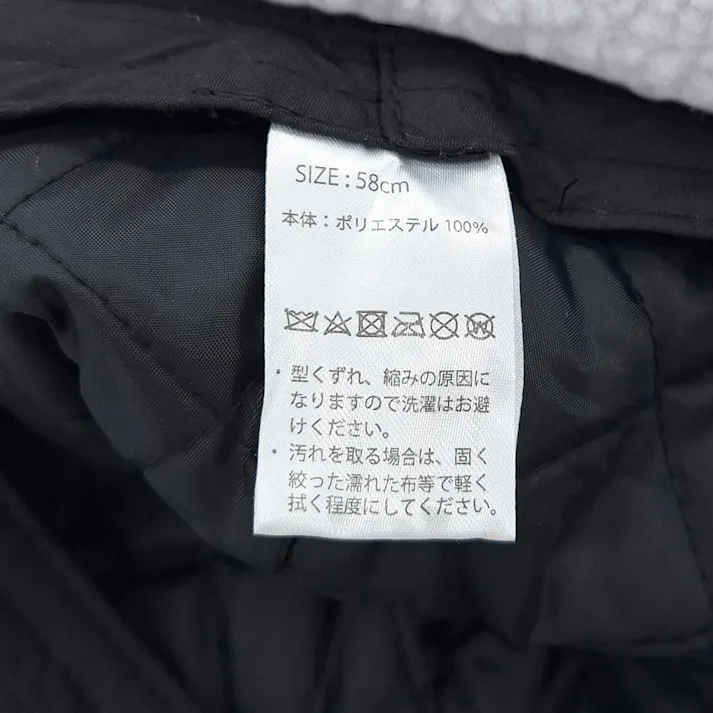 SIZE : 58cm
本体：ポリエステル 100%
・型くずれ、縮みの原因に
なりますので洗濯はお避
けください。
・汚れを取る場合は、固く
絞った濡れた布等で軽く
拭く程度にしてください。